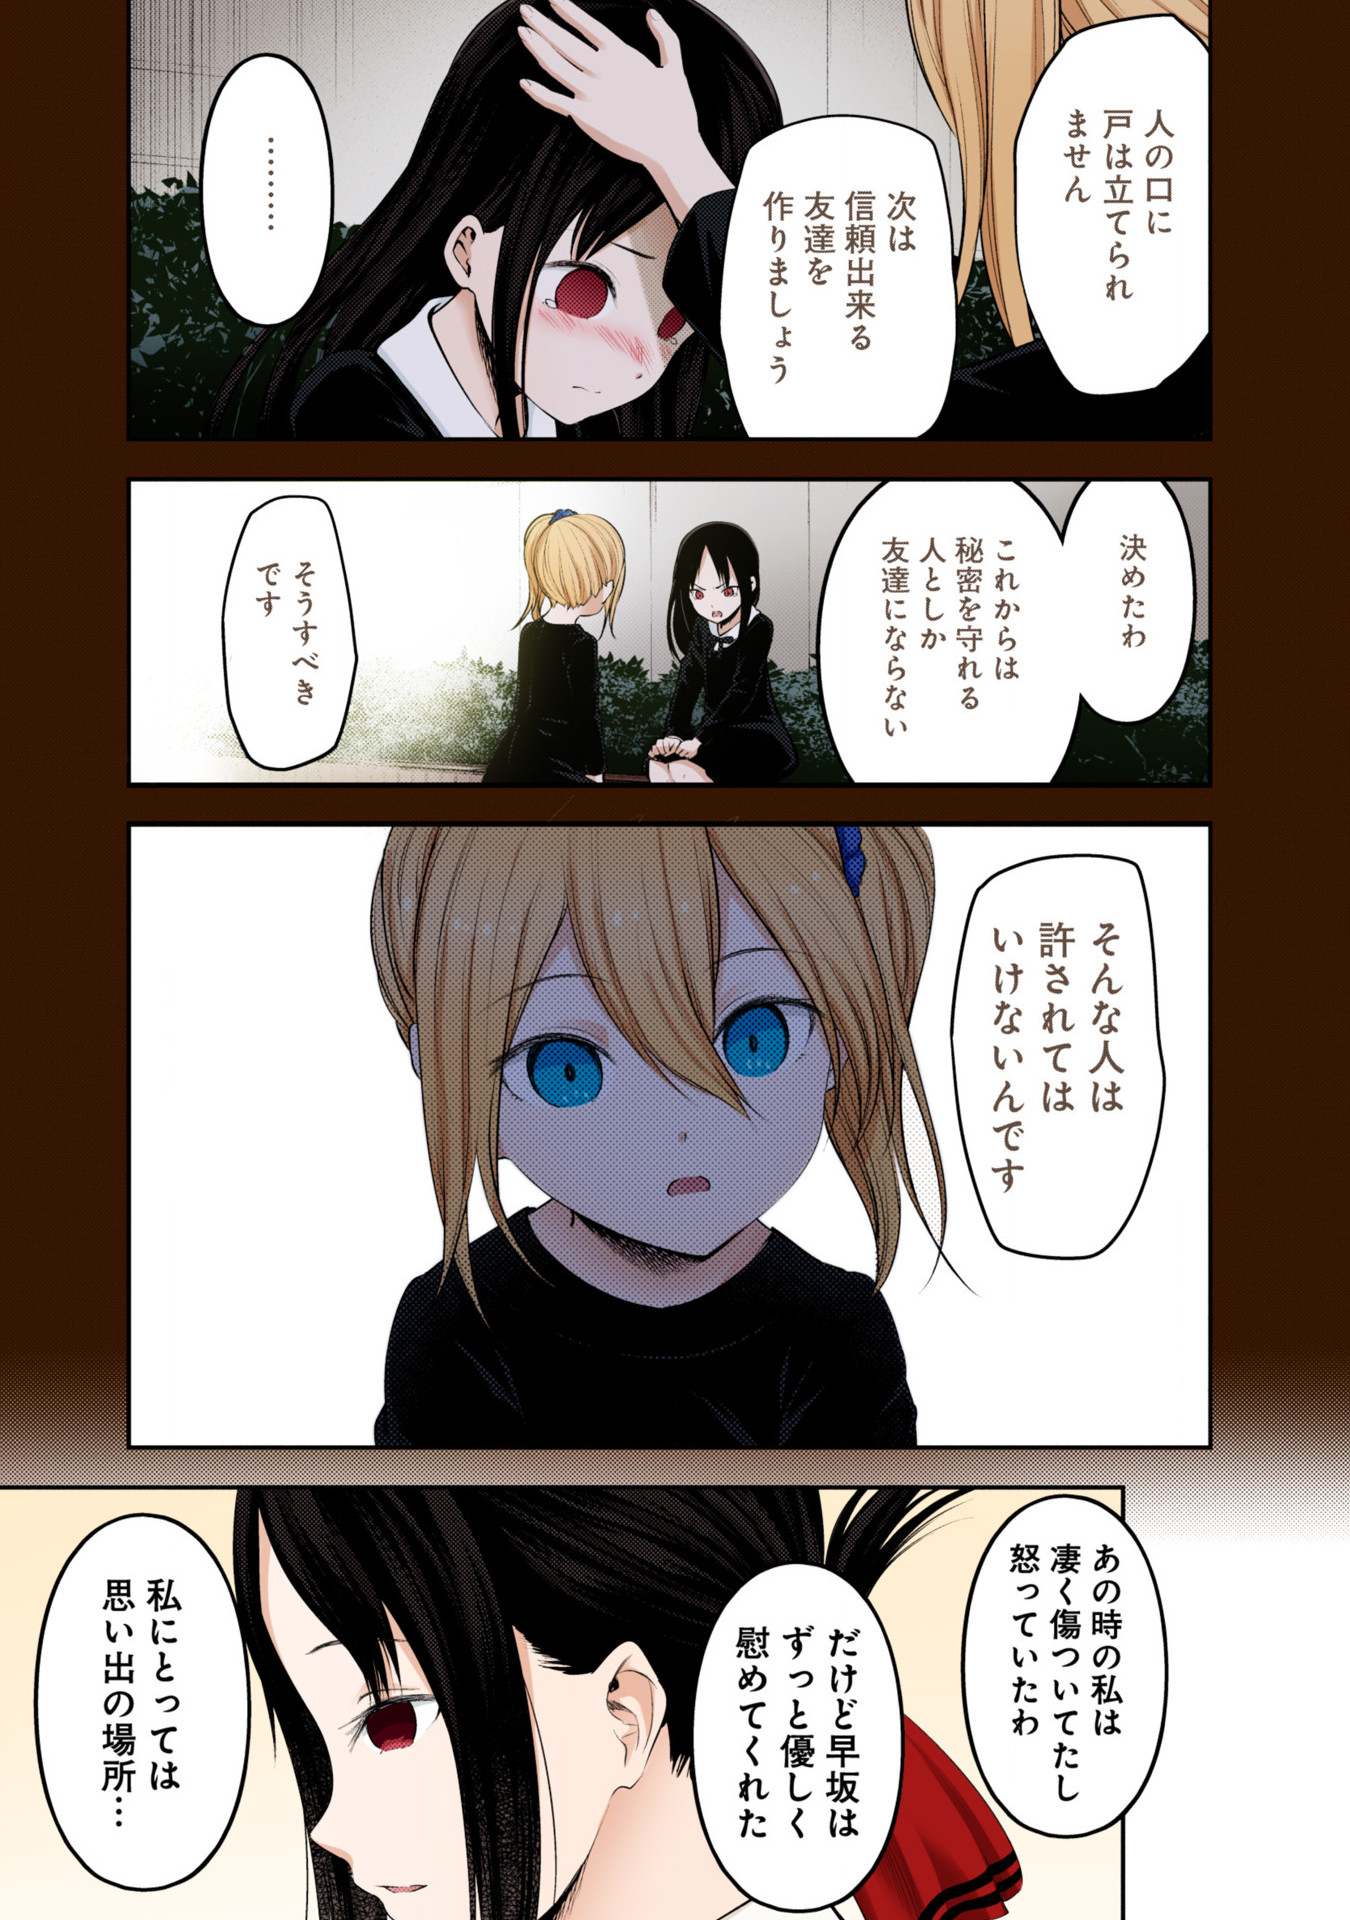 人の口に
戸は立てられ
ません
次は
信頼出来る
友達を
作りましょう
………
決めたわ
これからは
秘密を守れる
人としか
友達にならない
そうすべき
です
そんな人は
許されては
いけないんです
あの時の私は
凄く傷ついてたし
怒っていたわ
だけど早坂は
ずっと優しく
慰めてくれた
私にとっては
思い出の場所…